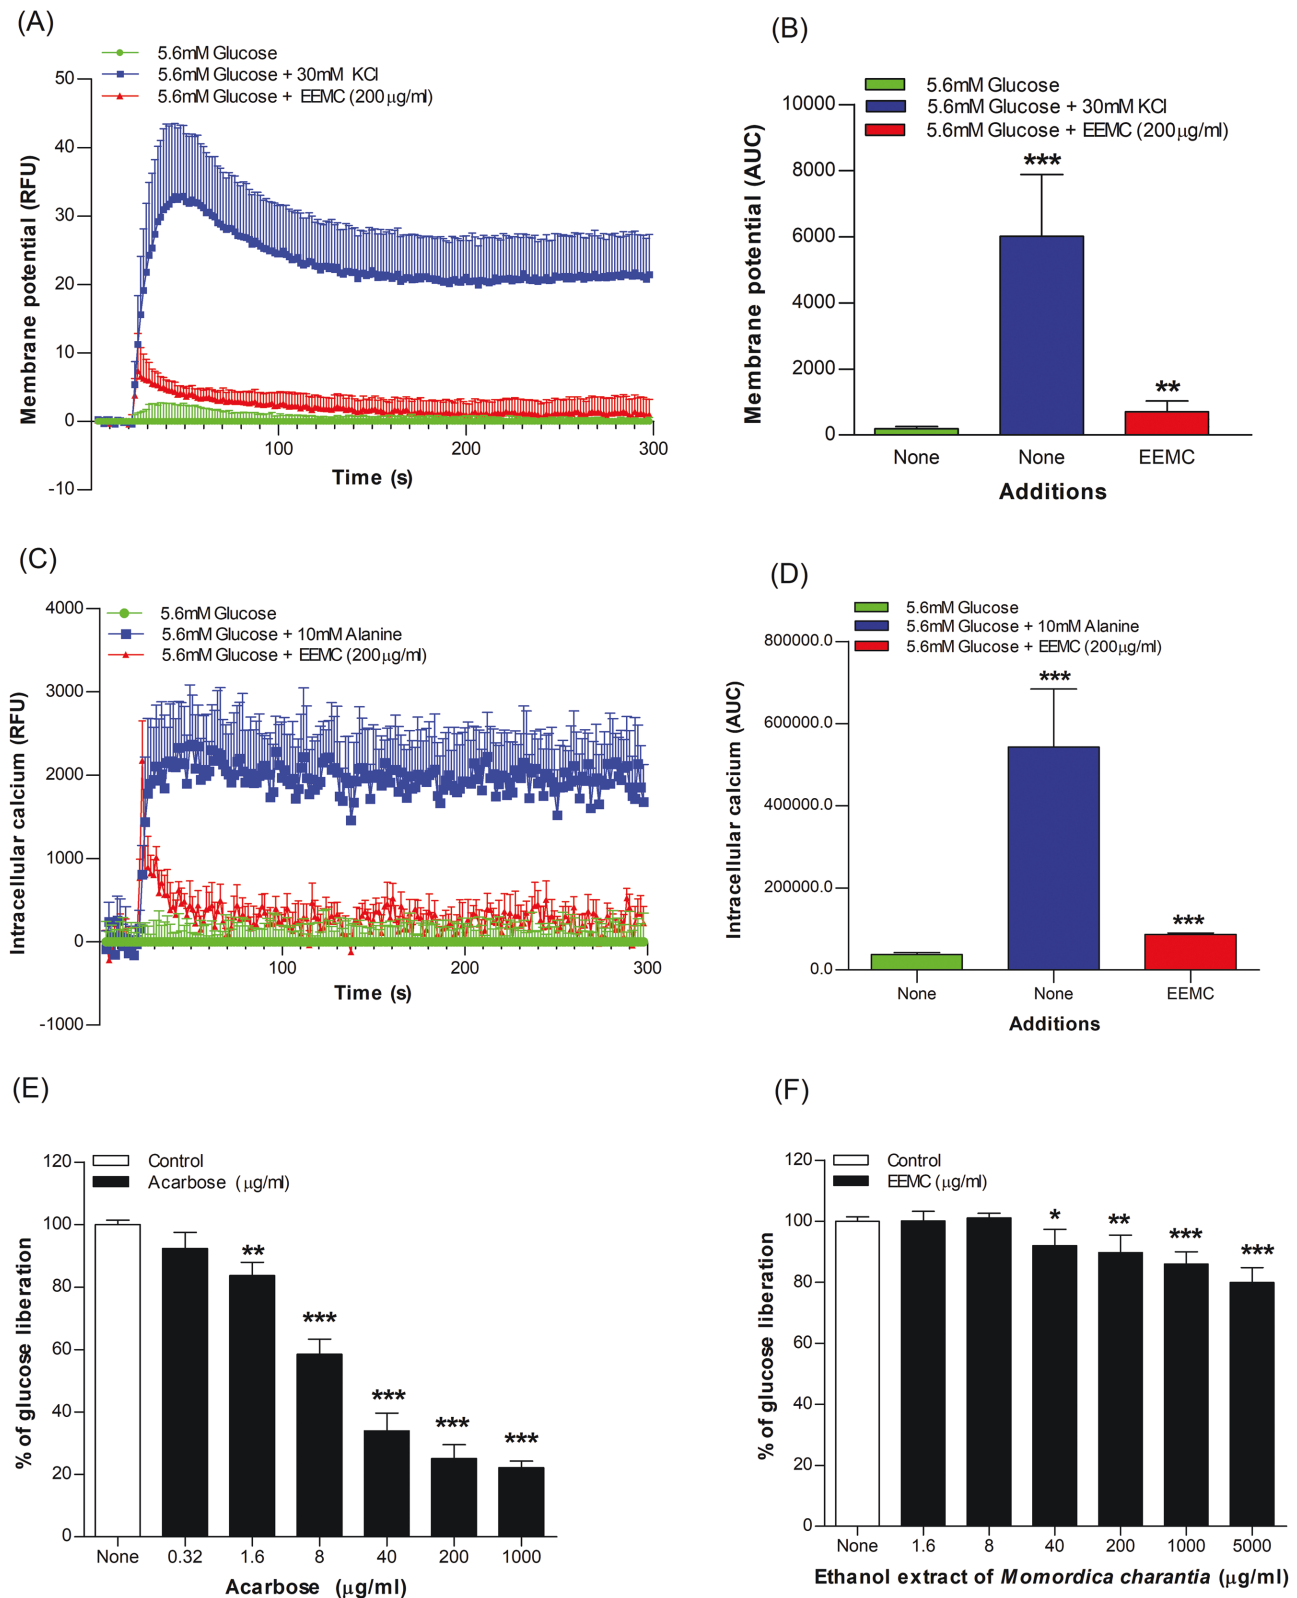 (A)
5.6mM Glucose
5.6mM Glucose + 30mM KCl
5.6mM Glucose + EEMC (200µg/ml)
Membrane potential (RFU)
50
40
30
20
10
0
-10
100
200
300
Time (s)
(B)
5.6mM Glucose
5.6mM Glucose + 30mM KCl
5.6mM Glucose + EEMC (200µg/ml)
Membrane potential (AUC)
10000
8000
6000
4000
2000
0
***
**
None
None
EEMC
Additions
(C)
5.6mM Glucose
5.6mM Glucose + 10mM Alanine
5.6mM Glucose + EEMC (200µg/ml)
Intracellular calcium (RFU)
4000
3000
2000
1000
0
-1000
100
200
300
Time (s)
(D)
5.6mM Glucose
5.6mM Glucose + 10mM Alanine
5.6mM Glucose + EEMC (200µg/ml)
Intracellular calcium (AUC)
800000.0
600000.0
400000.0
200000.0
0.0
***
***
None
None
EEMC
Additions
(E)
Control
Acarbose (µg/ml)
% of glucose liberation
120
100
80
60
40
20
0
**
***
***
***
***
None
0.32
1.6
8
40
200
1000
Acarbose (µg/ml)
(F)
Control
EEMC (µg/ml)
% of glucose liberation
120
100
80
60
40
20
0
*
**
***
***
None
1.6
8
40
200
1000
5000
Ethanol extract of Momordica charantia (µg/ml)